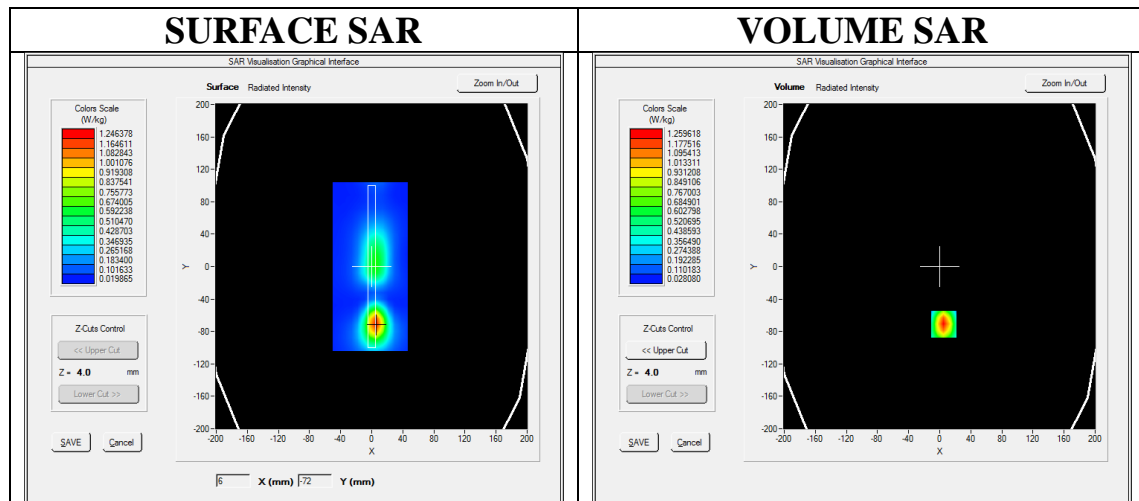 SURFACE SAR
SAR Visualisation Graphical Interface
Surface Radiated Intensity
Zoom In/Out
Colors Scale
(W/kg)
1.246378
1.164611
1.082843
1.001076
0.919308
0.837541
0.755773
0.674005
0.592238
0.510470
0.428703
0.346935
0.265168
0.183400
0.101633
0.019865
200
160
120
80
40
0
-40
-80
-120
-160
-200
Y
-200 -160 -120 -80 -40 0 40 80 120 160 200
X
Z-Cuts Control
<< Upper Cut
Z = 4.0 mm
Lower Cut >>
SAVE Cancel
6 X (mm) -72 Y (mm)
VOLUME SAR
SAR Visualisation Graphical Interface
Volume Radiated Intensity
Zoom In/Out
Colors Scale
(W/kg)
1.259618
1.177516
1.095413
1.013311
0.931208
0.849106
0.767003
0.684901
0.602798
0.520695
0.438593
0.356490
0.274388
0.192285
0.110183
0.028080
200
160
120
80
40
0
-40
-80
-120
-160
-200
Y
-200 -160 -120 -80 -40 0 40 80 120 160 200
X
Z-Cuts Control
<< Upper Cut
Z = 4.0 mm
Lower Cut >>
SAVE Cancel